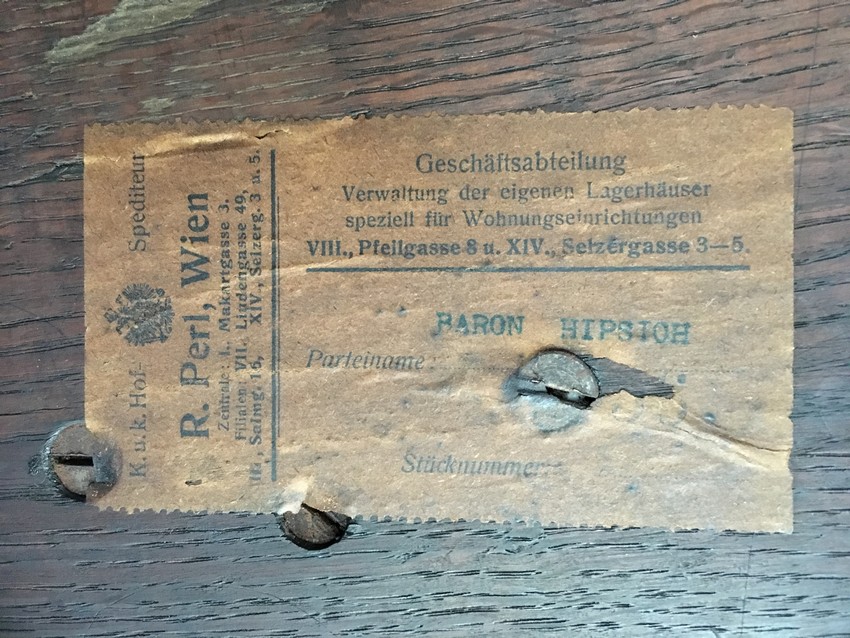 K. u. k. Hof- Spediteur
R. Perl, Wien
Zentrale: I., Makartgasse 3,
Filialen: VII. Lindengasse 49,
III., Salmg. 16, XIV., Selzerg. 3 u. 5.
Geschäftsabteilung
Verwaltung der eigenen Lagerhäuser
speziell für Wohnungseinrichtungen
VIII., Pfeilgasse 8 u. XIV., Selzergasse 3—5.
BARON HIPSICH
Parteiname:
Stücknummer: